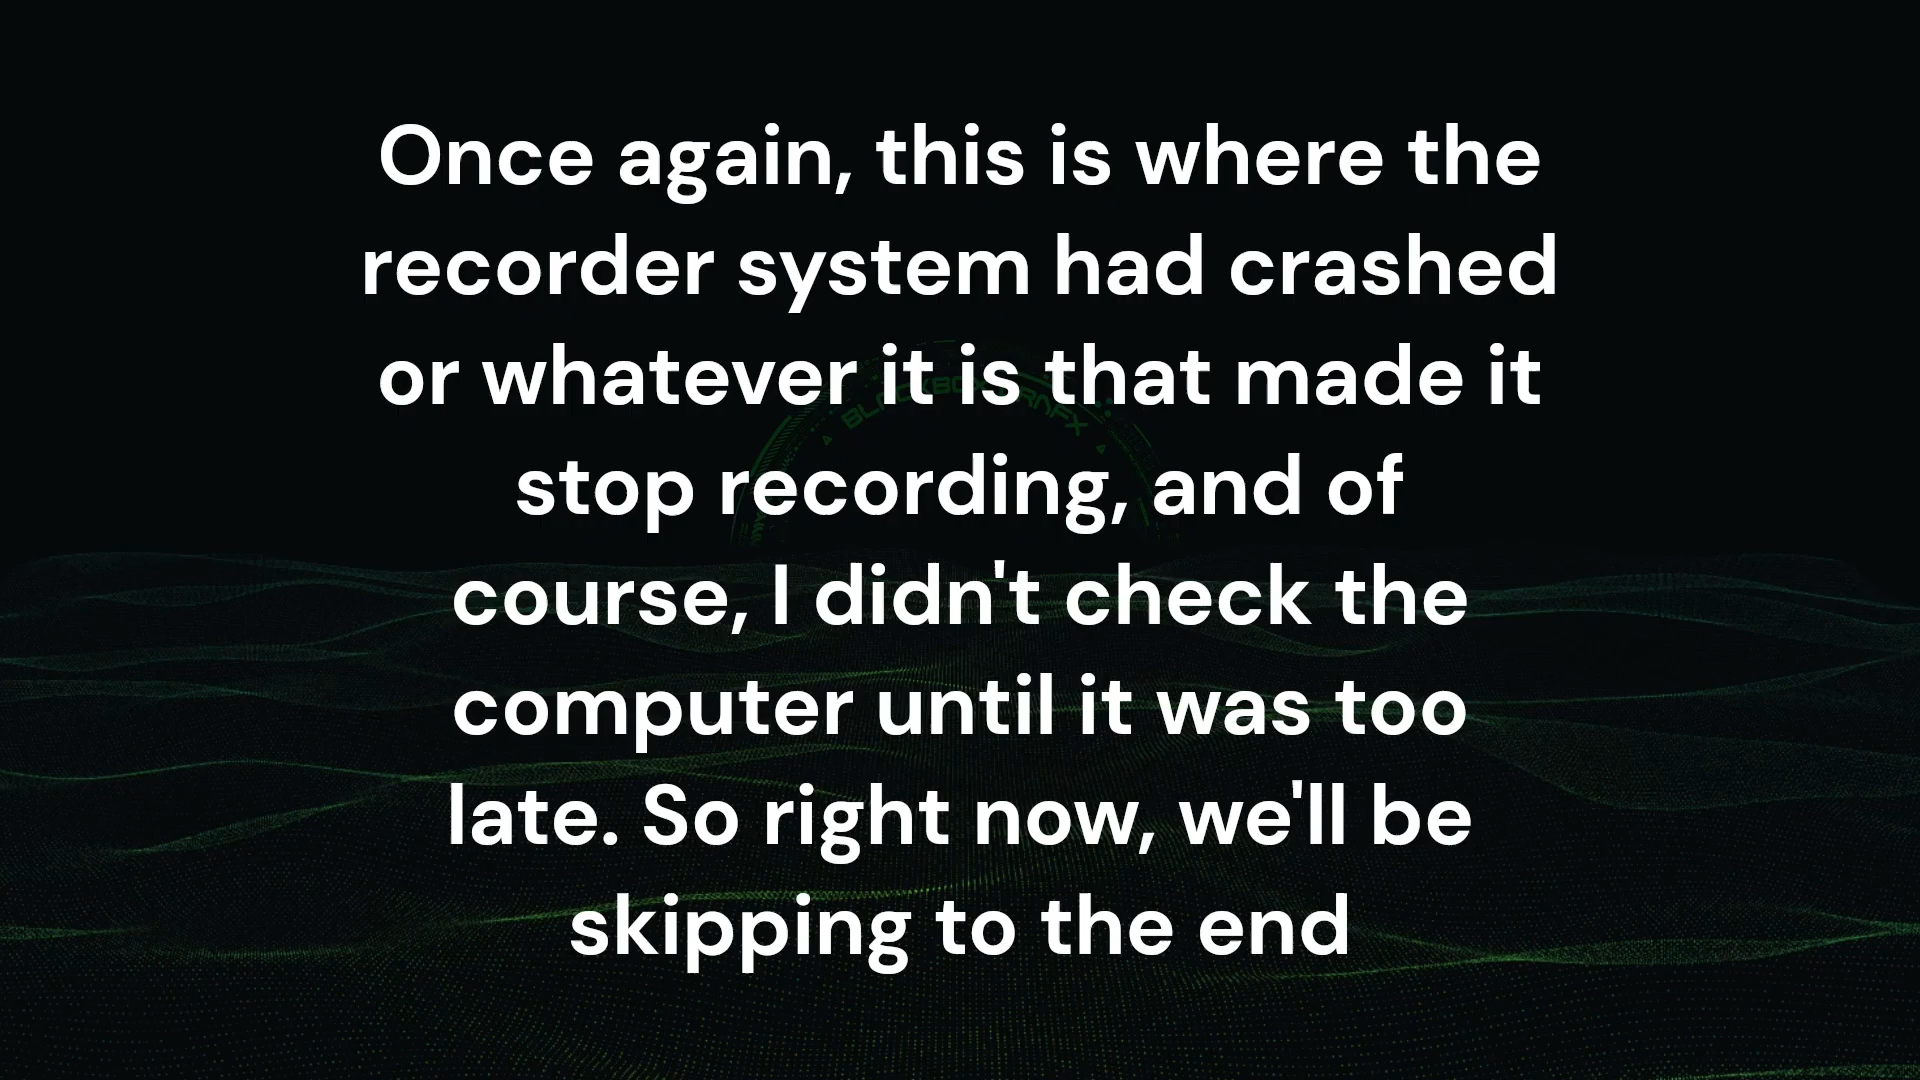 Once again, this is where the
recorder system had crashed
or whatever it is that made it
stop recording, and of
course, I didn't check the
computer until it was too
late. So right now, we'll be
skipping to the end